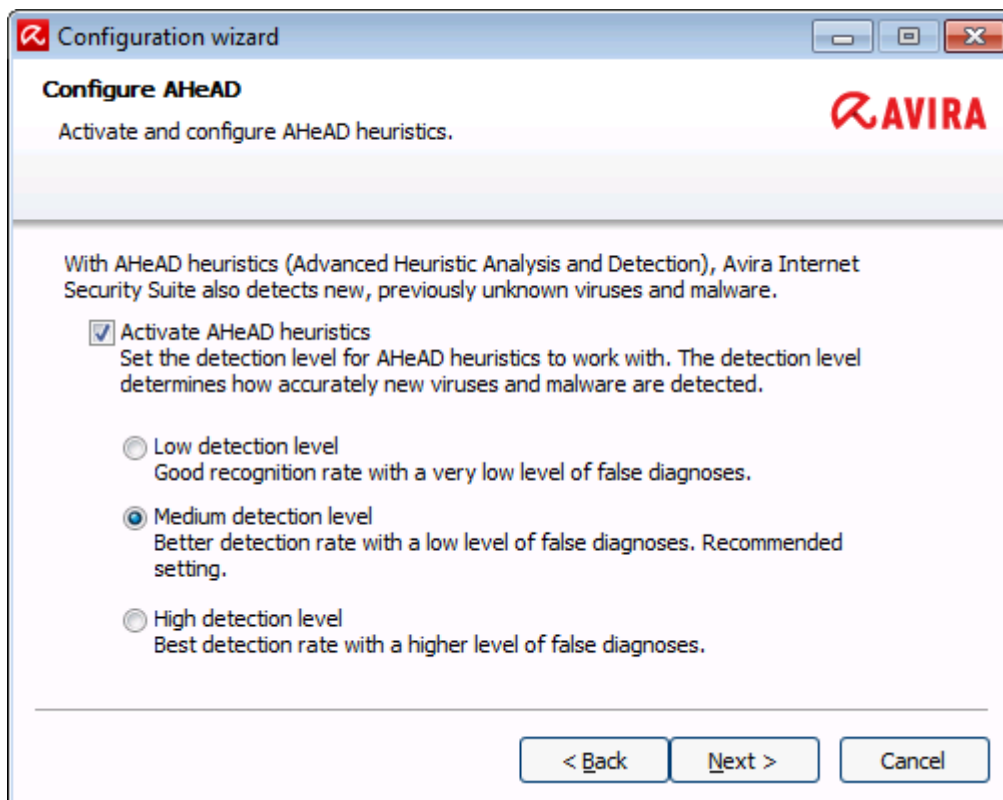 Configuration wizard
Configure AHeAD
Activate and configure AHeAD heuristics.
AVIRA
With AHeAD heuristics (Advanced Heuristic Analysis and Detection), Avira Internet
Security Suite also detects new, previously unknown viruses and malware.
Activate AHeAD heuristics
Set the detection level for AHeAD heuristics to work with. The detection level
determines how accurately new viruses and malware are detected.
Low detection level
Good recognition rate with a very low level of false diagnoses.
Medium detection level
Better detection rate with a low level of false diagnoses. Recommended
setting.
High detection level
Best detection rate with a higher level of false diagnoses.
< Back
Next >
Cancel